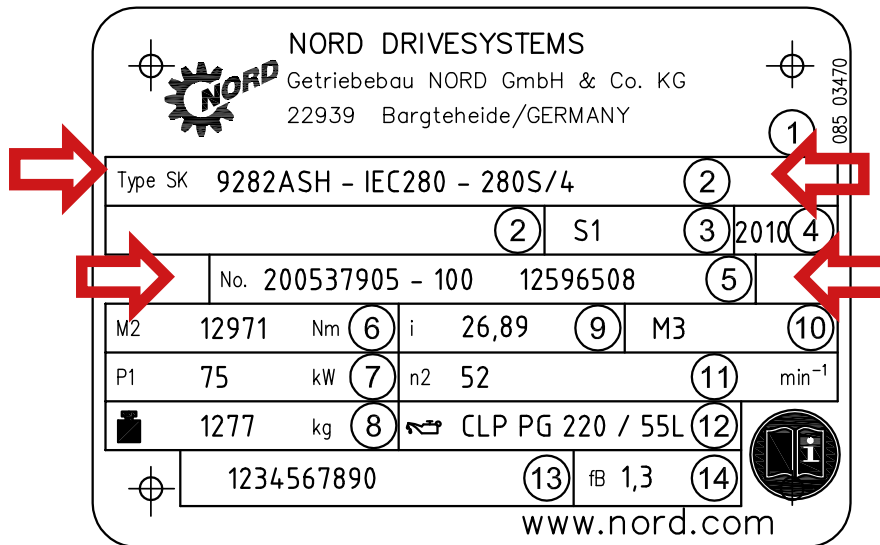 NORD DRIVESYSTEMS
NORD
Getriebebau NORD GmbH & Co. KG
22939 Bargteheide/GERMANY
085 03470
1
Type SK 9282ASH - IEC280 - 280S/4 2
2 S1 3 2010 4
No. 200537905 - 100 12596508 5
M2 12971 Nm 6 i 26,89 9 M3 10
P1 75 kW 7 n2 52 11 min⁻¹
1277 kg 8 CLP PG 220 / 55L 12
i
1234567890 13 fB 1,3 14
www.nord.com